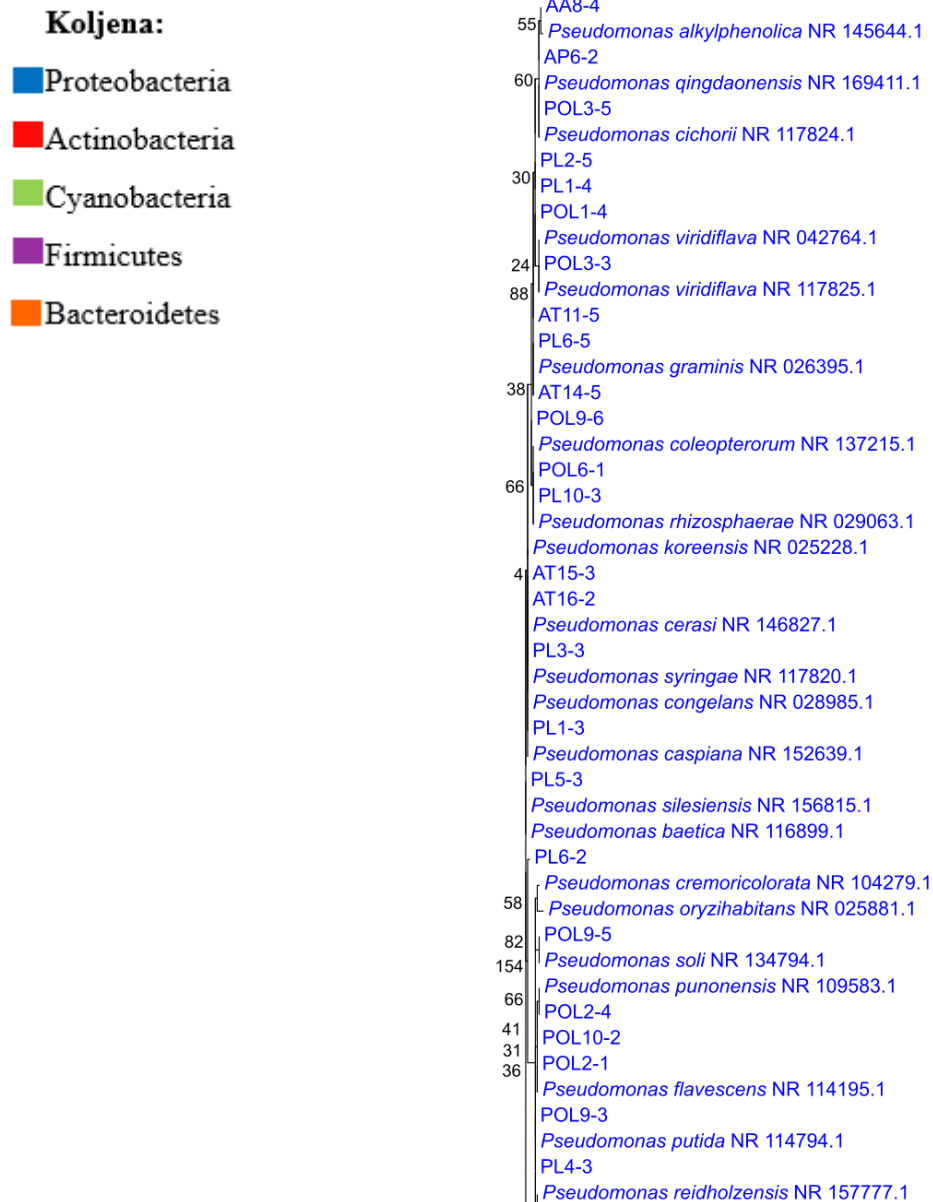 Koljena:
Proteobacteria
Actinobacteria
Cyanobacteria
Firmicutes
Bacteroidetes
AA8-4
55
Pseudomonas alkylphenolica NR 145644.1
AP6-2
60
Pseudomonas qingdaonensis NR 169411.1
POL3-5
Pseudomonas cichorii NR 117824.1
PL2-5
30
PL1-4
POL1-4
Pseudomonas viridiflava NR 042764.1
24
POL3-3
88
Pseudomonas viridiflava NR 117825.1
AT11-5
PL6-5
Pseudomonas graminis NR 026395.1
38
AT14-5
POL9-6
Pseudomonas coleopterorum NR 137215.1
POL6-1
66
PL10-3
Pseudomonas rhizosphaerae NR 029063.1
Pseudomonas koreensis NR 025228.1
4
AT15-3
AT16-2
Pseudomonas cerasi NR 146827.1
PL3-3
Pseudomonas syringae NR 117820.1
Pseudomonas congelans NR 028985.1
PL1-3
Pseudomonas caspiana NR 152639.1
PL5-3
Pseudomonas silesiensis NR 156815.1
Pseudomonas baetica NR 116899.1
PL6-2
Pseudomonas cremoricolorata NR 104279.1
58
Pseudomonas oryzihabitans NR 025881.1
POL9-5
82
Pseudomonas soli NR 134794.1
154
Pseudomonas punonensis NR 109583.1
66
POL2-4
41
POL10-2
31
POL2-1
36
Pseudomonas flavescens NR 114195.1
POL9-3
Pseudomonas putida NR 114794.1
PL4-3
Pseudomonas reidholzensis NR 157777.1